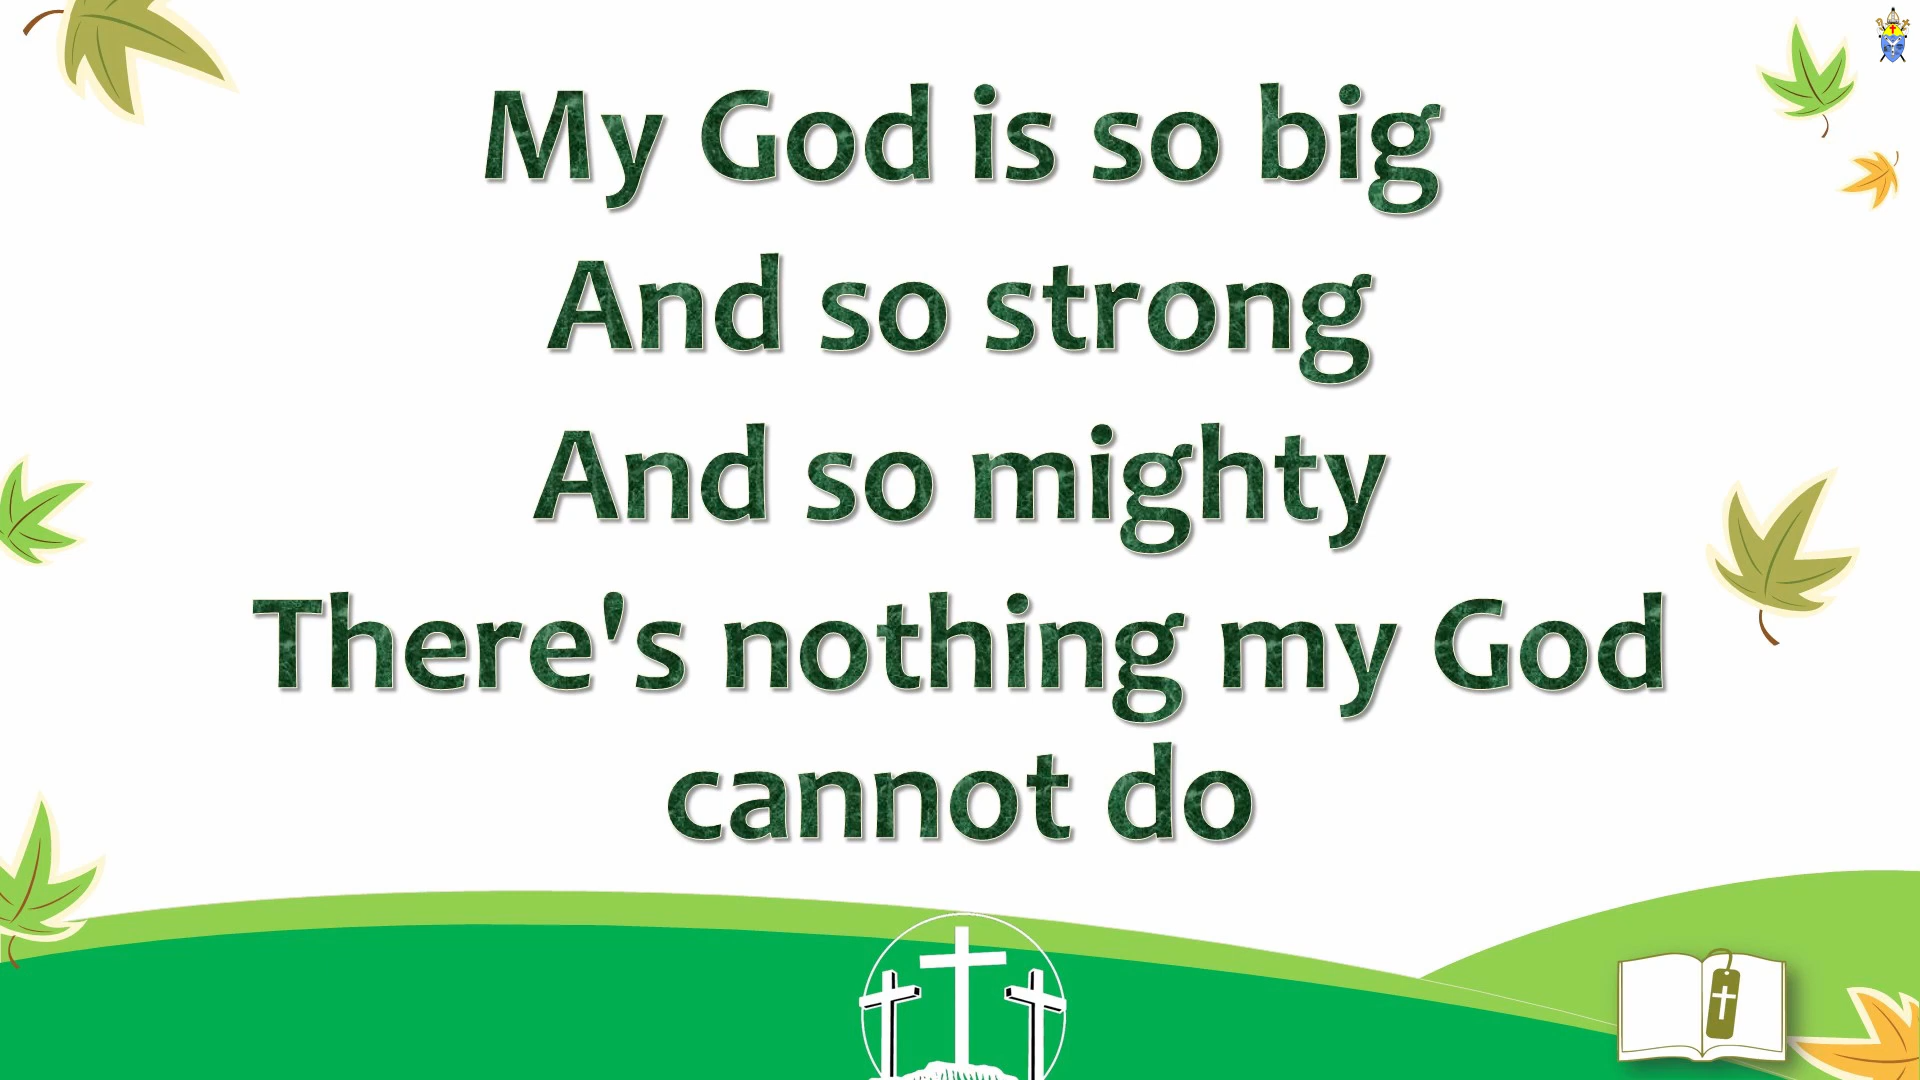 My God is so big
And so strong
And so mighty
There's nothing my God
cannot do